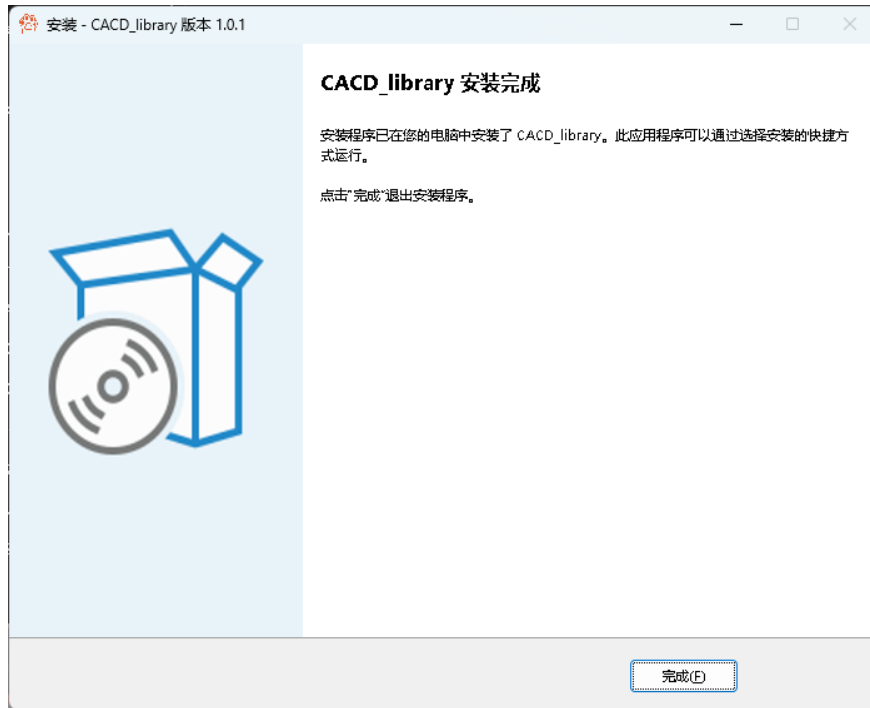 安装 - CACD_library 版本 1.0.1
CACD_library 安装完成
安装程序已在您的电脑中安装了 CACD_library。此应用程序可以通过选择安装的快捷方
式运行。
点击“完成”退出安装程序。
完成(F)